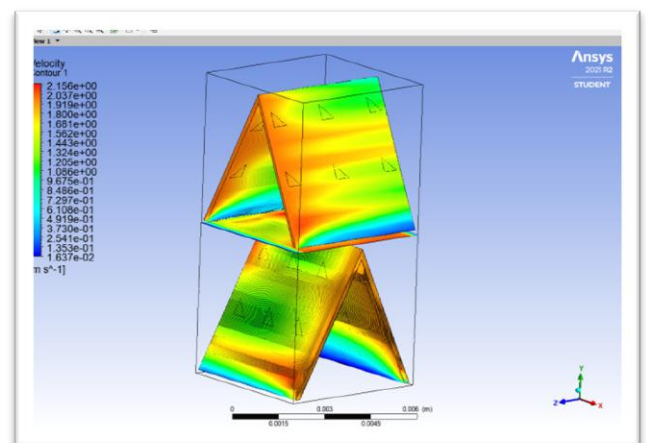 View 1
Velocity
Contour 1
2.156e+00
2.037e+00
1.919e+00
1.800e+00
1.681e+00
1.562e+00
1.443e+00
1.324e+00
1.205e+00
1.086e+00
9.675e-01
8.486e-01
7.297e-01
6.108e-01
4.919e-01
3.730e-01
2.541e-01
1.353e-01
1.637e-02
m s^-1]
Ansys
2021 R2
STUDENT
0 0.003 0.006 (m)
0.0015 0.0045
Y
Z X